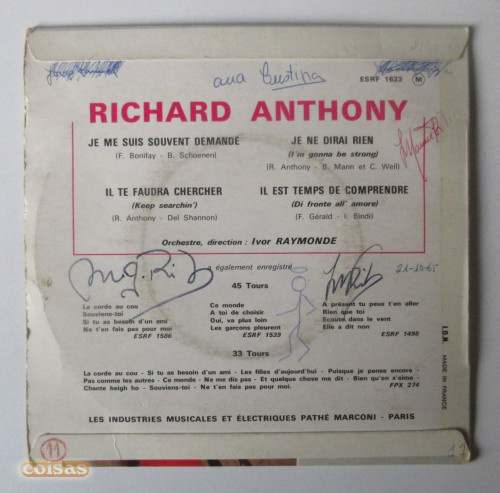 ana Cristina
ESRF 1623 M
RICHARD ANTHONY
JE ME SUIS SOUVENT DEMANDÉ
(F. Bonifay - B. Schoenen)
JE NE DIRAI RIEN
(I'm gonna be strong)
(R. Anthony - B. Mann et C. Weil)
IL TE FAUDRA CHERCHER
(Keep searchin')
(R. Anthony - Del Shannon)
IL EST TEMPS DE COMPRENDRE
(Di fronte all' amore)
(F. Gérald - I. Bindi)
Orchestre, direction : Ivor RAYMONDE
également enregistré
21-10-65
45 Tours
La corde au cou
Souviens-toi
Si tu as besoin d'un ami
Ne t'en fais pas pour moi
ESRF 1586
Ce monde
A toi de choisir
Oui, va plus loin
Les garçons pleurent
ESRF 1539
A présent tu peux t'en aller
Rien que toi
Ecoute dans le vent
Elle a dit non
ESRF 1498
33 Tours
La corde au cou - Si tu as besoin d'un ami - Les filles d'aujourd'hui - Puisque je pense encore -
Pas comme les autres - Ce monde - Ne me dis pas - Et quelque chose me dit - Bien qu'en s'aime -
Chante heigh ho - Souviens-toi - Ne t'en fais pas pour moi.
FPX 274
I.D.N MADE IN FRANCE
LES INDUSTRIES MUSICALES ET ÉLECTRIQUES PATHÉ MARCONI - PARIS
11
coisas